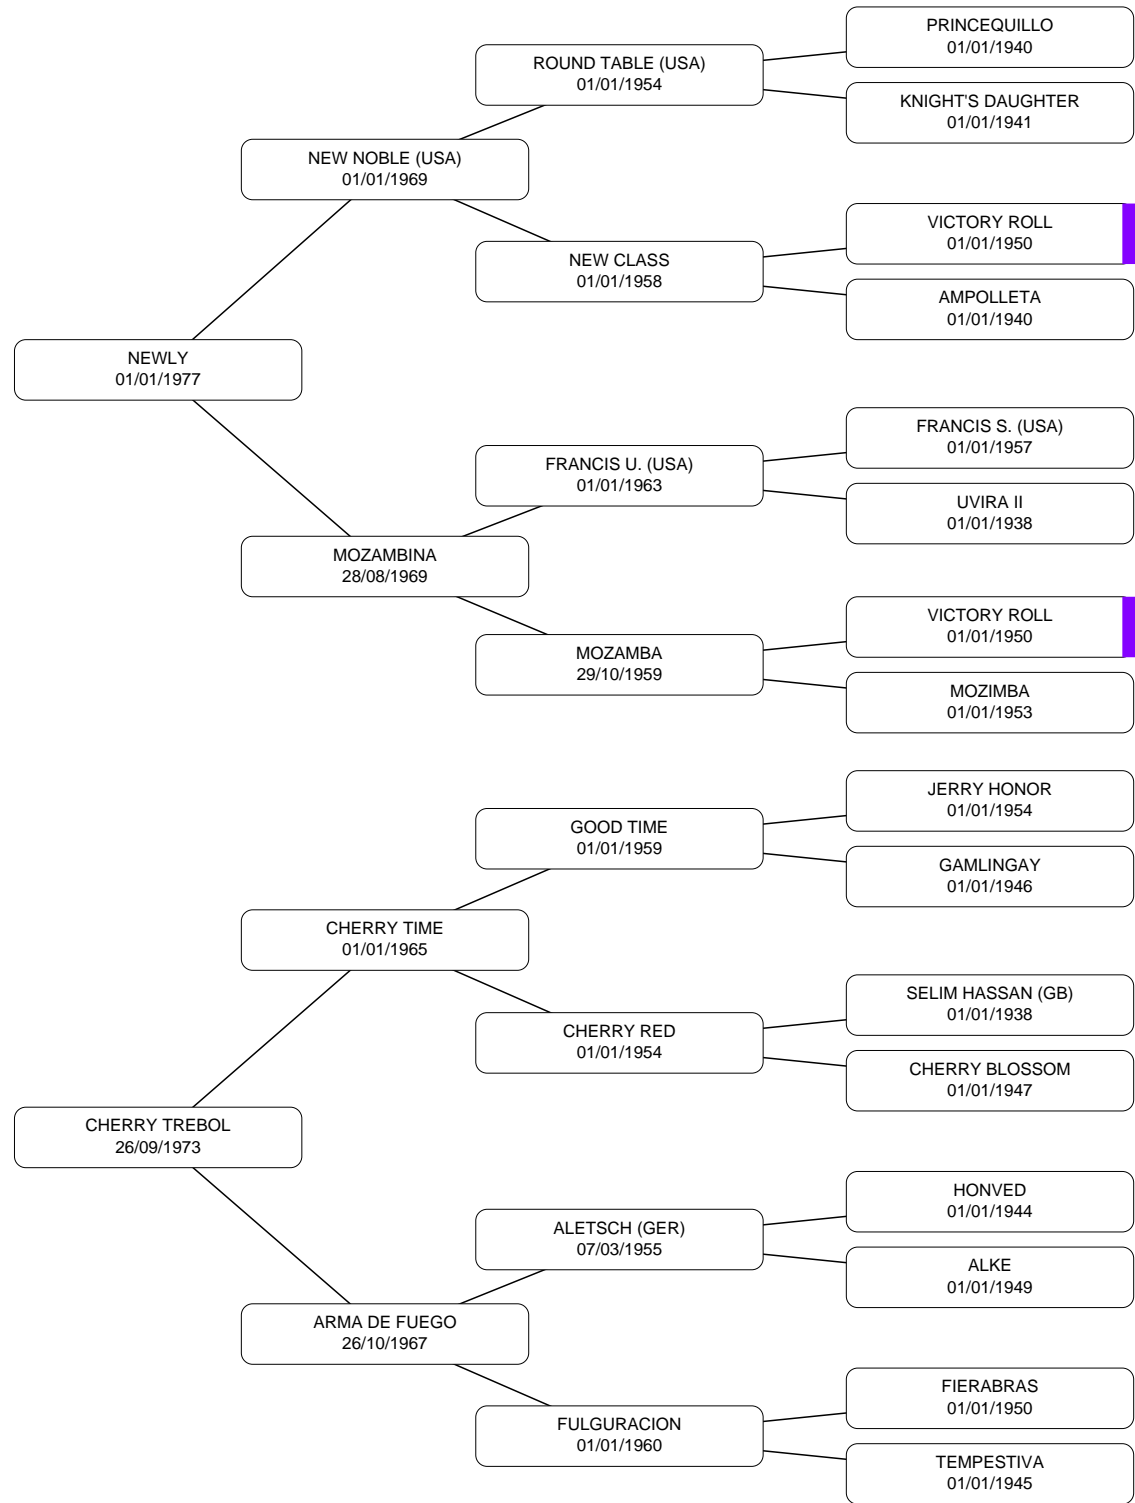 PRINCEQUILLO
01/01/1940
ROUND TABLE (USA)
01/01/1954
KNIGHT'S DAUGHTER
01/01/1941
NEW NOBLE (USA)
01/01/1969
VICTORY ROLL
01/01/1950
NEW CLASS
01/01/1958
AMPOLLETA
01/01/1940
NEWLY
01/01/1977
FRANCIS S. (USA)
01/01/1957
FRANCIS U. (USA)
01/01/1963
UVIRA II
01/01/1938
MOZAMBINA
28/08/1969
VICTORY ROLL
01/01/1950
MOZAMBA
29/10/1959
MOZIMBA
01/01/1953
JERRY HONOR
01/01/1954
GOOD TIME
01/01/1959
GAMLINGAY
01/01/1946
CHERRY TIME
01/01/1965
SELIM HASSAN (GB)
01/01/1938
CHERRY RED
01/01/1954
CHERRY BLOSSOM
01/01/1947
CHERRY TREBOL
26/09/1973
HONVED
01/01/1944
ALETSCH (GER)
07/03/1955
ALKE
01/01/1949
ARMA DE FUEGO
26/10/1967
FIERABRAS
01/01/1950
FULGURACION
01/01/1960
TEMPESTIVA
01/01/1945